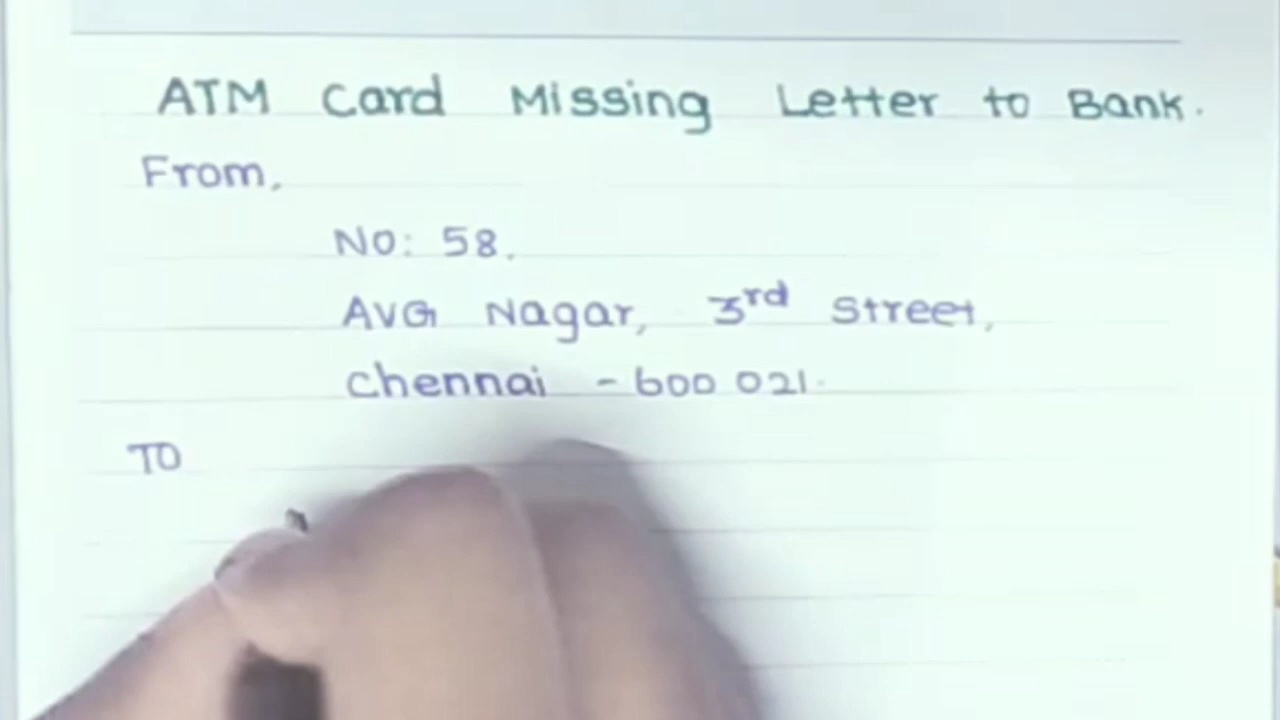 ATM Card Missing Letter to Bank.
From,
No: 58.
AVG Nagar, 3rd Street,
Chennai - 600 021.
TO